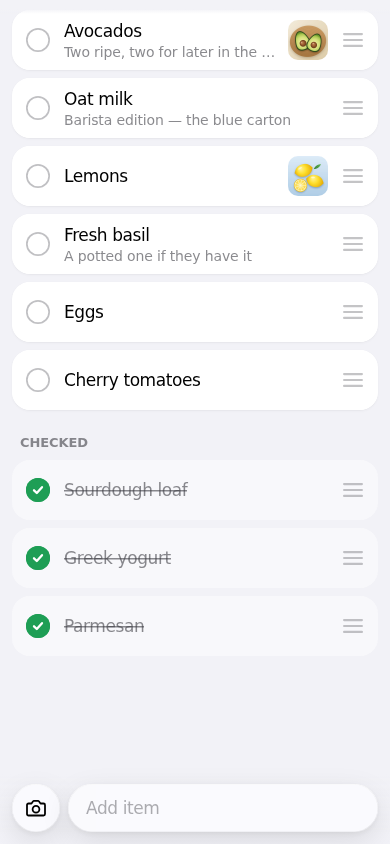 Avocados
Two ripe, two for later in the …
Oat milk
Barista edition — the blue carton
Lemons
Fresh basil
A potted one if they have it
Eggs
Cherry tomatoes
CHECKED
Sourdough loaf
Greek yogurt
Parmesan
Add item